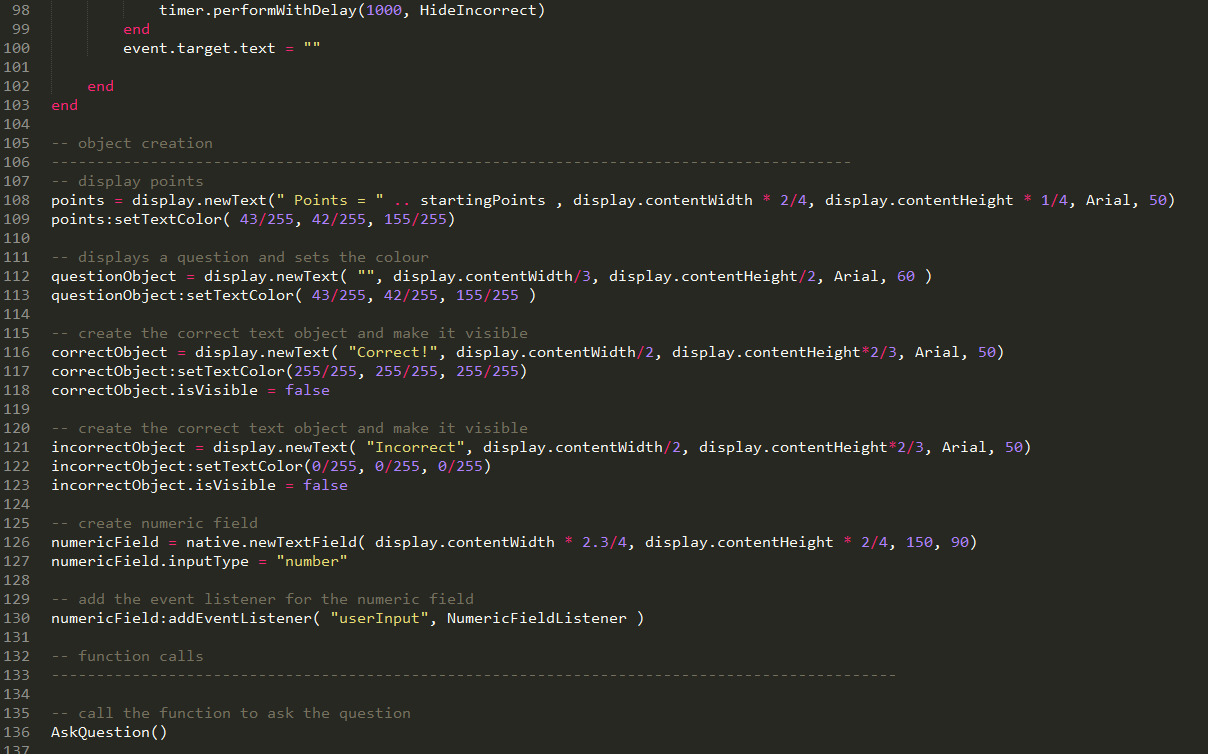 98 timer.performWithDelay(1000, HideIncorrect)
99 end
100 event.target.text = ""
101
102 end
103 end
104
105 -- object creation
106 -----------------------------------------------------------------------------------------
107 -- display points
108 points = display.newText(" Points = " .. startingPoints , display.contentWidth * 2/4, display.contentHeight * 1/4, Arial, 50)
109 points:setTextColor( 43/255, 42/255, 155/255)
110
111 -- displays a question and sets the colour
112 questionObject = display.newText( "", display.contentWidth/3, display.contentHeight/2, Arial, 60 )
113 questionObject:setTextColor( 43/255, 42/255, 155/255 )
114
115 -- create the correct text object and make it visible
116 correctObject = display.newText( "Correct!", display.contentWidth/2, display.contentHeight*2/3, Arial, 50)
117 correctObject:setTextColor(255/255, 255/255, 255/255)
118 correctObject.isVisible = false
119
120 -- create the correct text object and make it visible
121 incorrectObject = display.newText( "Incorrect", display.contentWidth/2, display.contentHeight*2/3, Arial, 50)
122 incorrectObject:setTextColor(0/255, 0/255, 0/255)
123 incorrectObject.isVisible = false
124
125 -- create numeric field
126 numericField = native.newTextField( display.contentWidth * 2.3/4, display.contentHeight * 2/4, 150, 90)
127 numericField.inputType = "number"
128
129 -- add the event listener for the numeric field
130 numericField:addEventListener( "userInput", NumericFieldListener )
131
132 -- function calls
133 ----------------------------------------------------------------------------------------------
134
135 -- call the function to ask the question
136 AskQuestion()
137